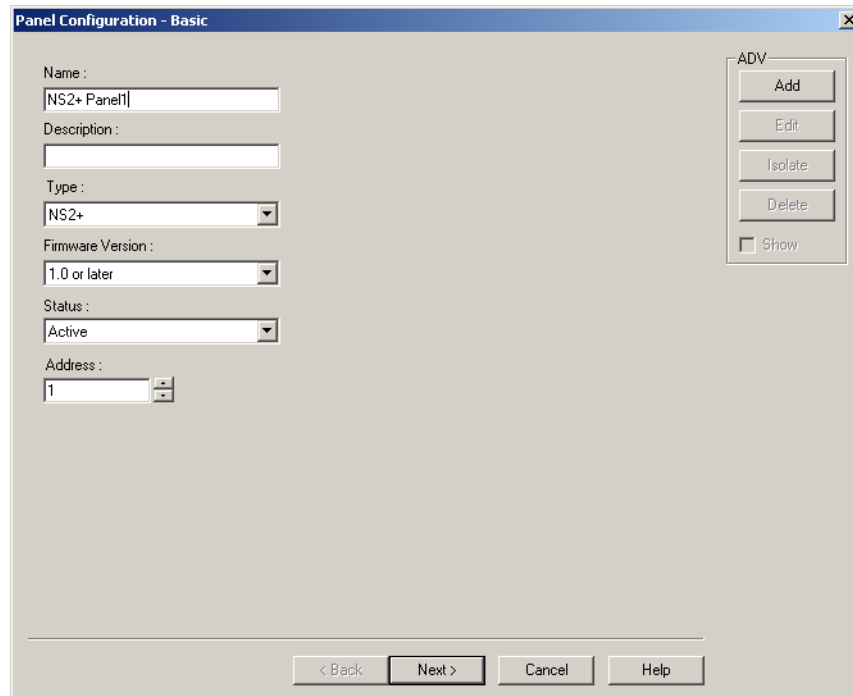 Panel Configuration - Basic
Name :
NS2+ Panel1
Description :
Type :
NS2+
Firmware Version :
1.0 or later
Status :
Active
Address :
1
ADV
Add
Edit
Isolate
Delete
Show
< Back
Next >
Cancel
Help